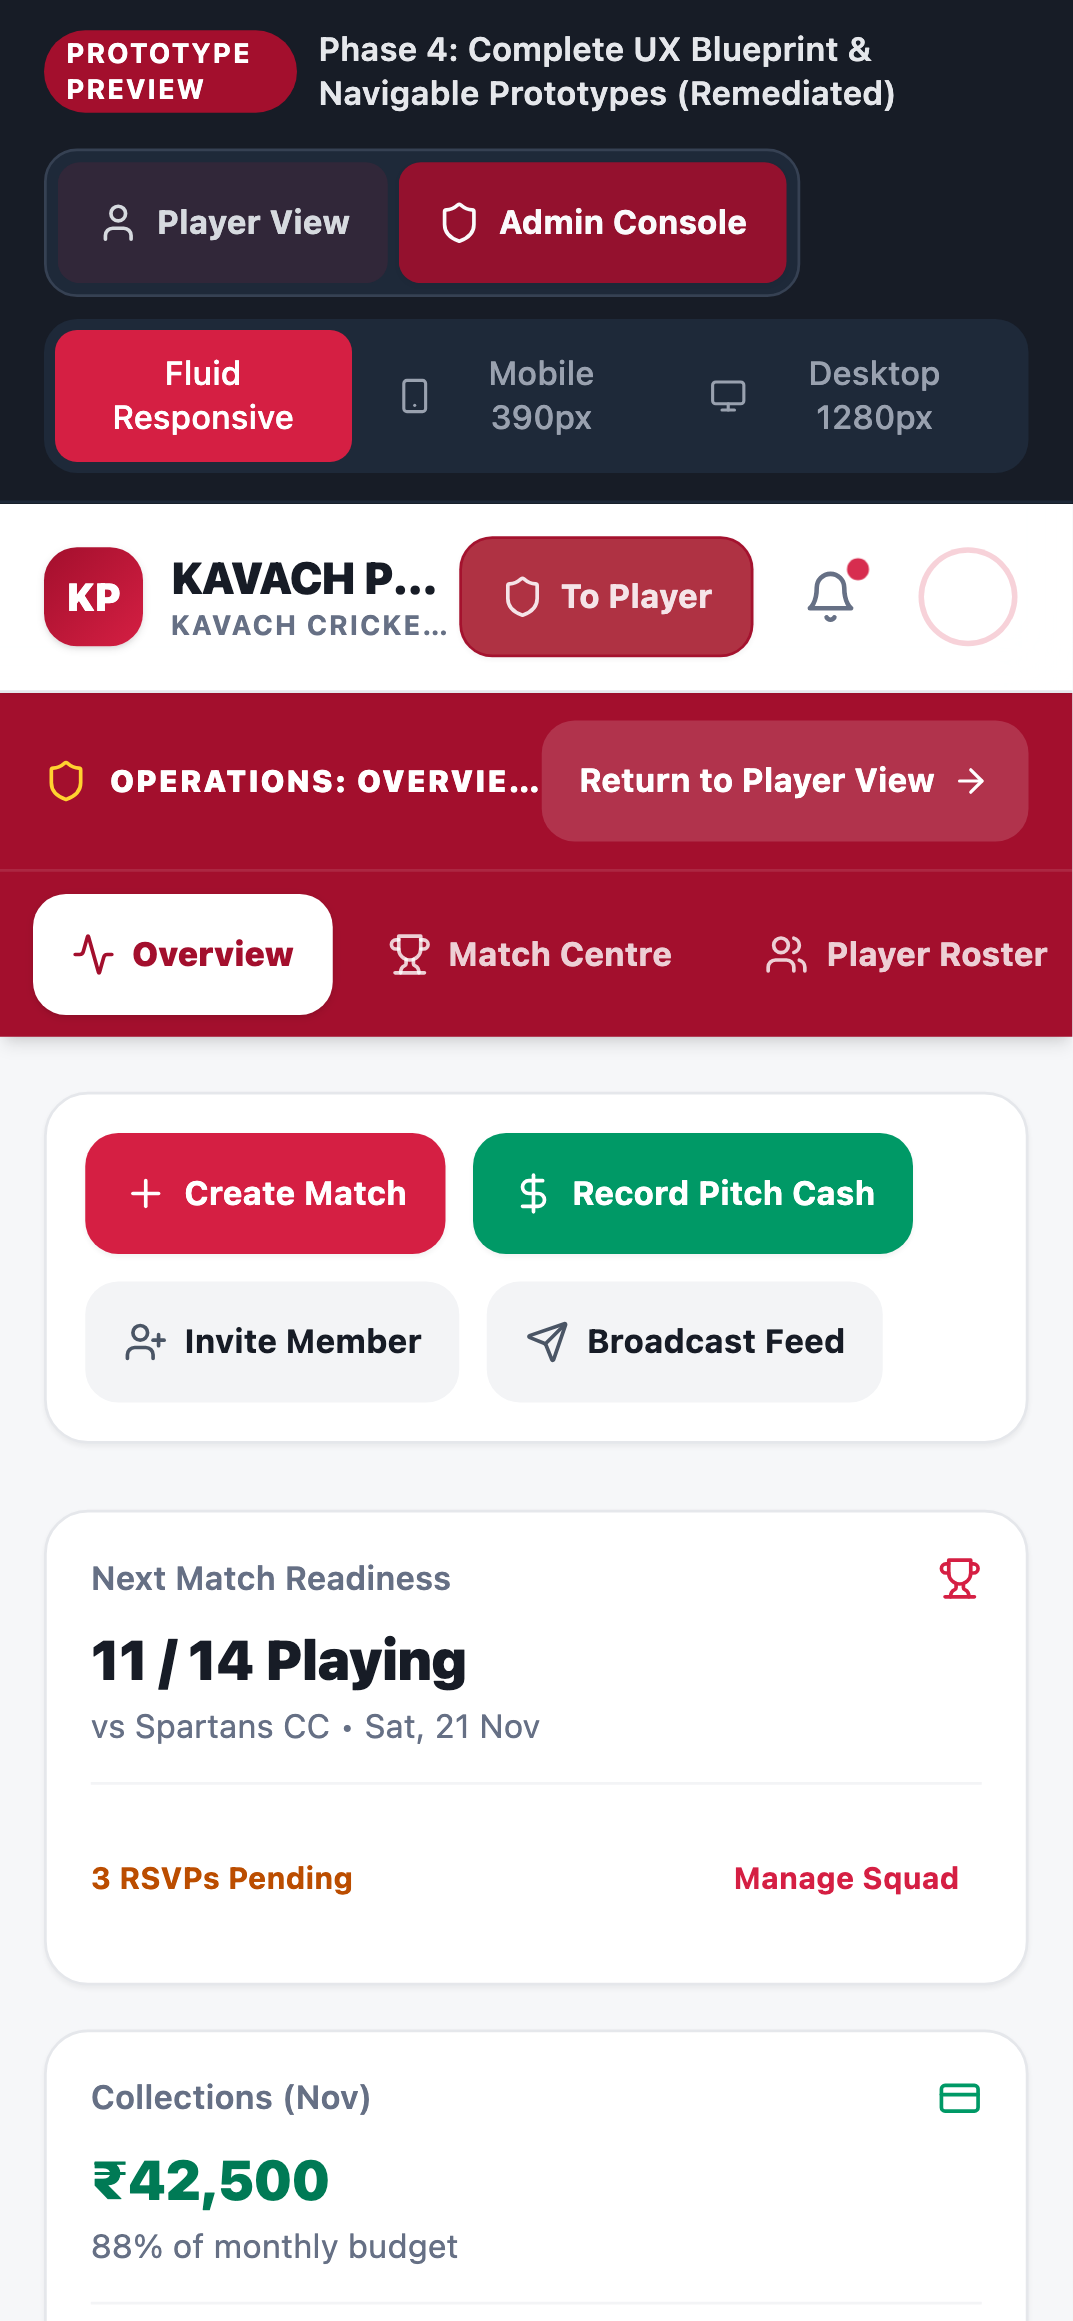 PROTOTYPE
PREVIEW
Phase 4: Complete UX Blueprint &
Navigable Prototypes (Remediated)
Player View
Admin Console
Fluid
Responsive
Mobile
390px
Desktop
1280px
KP
KAVACH P...
KAVACH CRICKE...
To Player
OPERATIONS: OVERVIE...
Return to Player View
Overview
Match Centre
Player Roster
Create Match
Record Pitch Cash
Invite Member
Broadcast Feed
Next Match Readiness
11 / 14 Playing
vs Spartans CC • Sat, 21 Nov
3 RSVPs Pending
Manage Squad
Collections (Nov)
₹42,500
88% of monthly budget